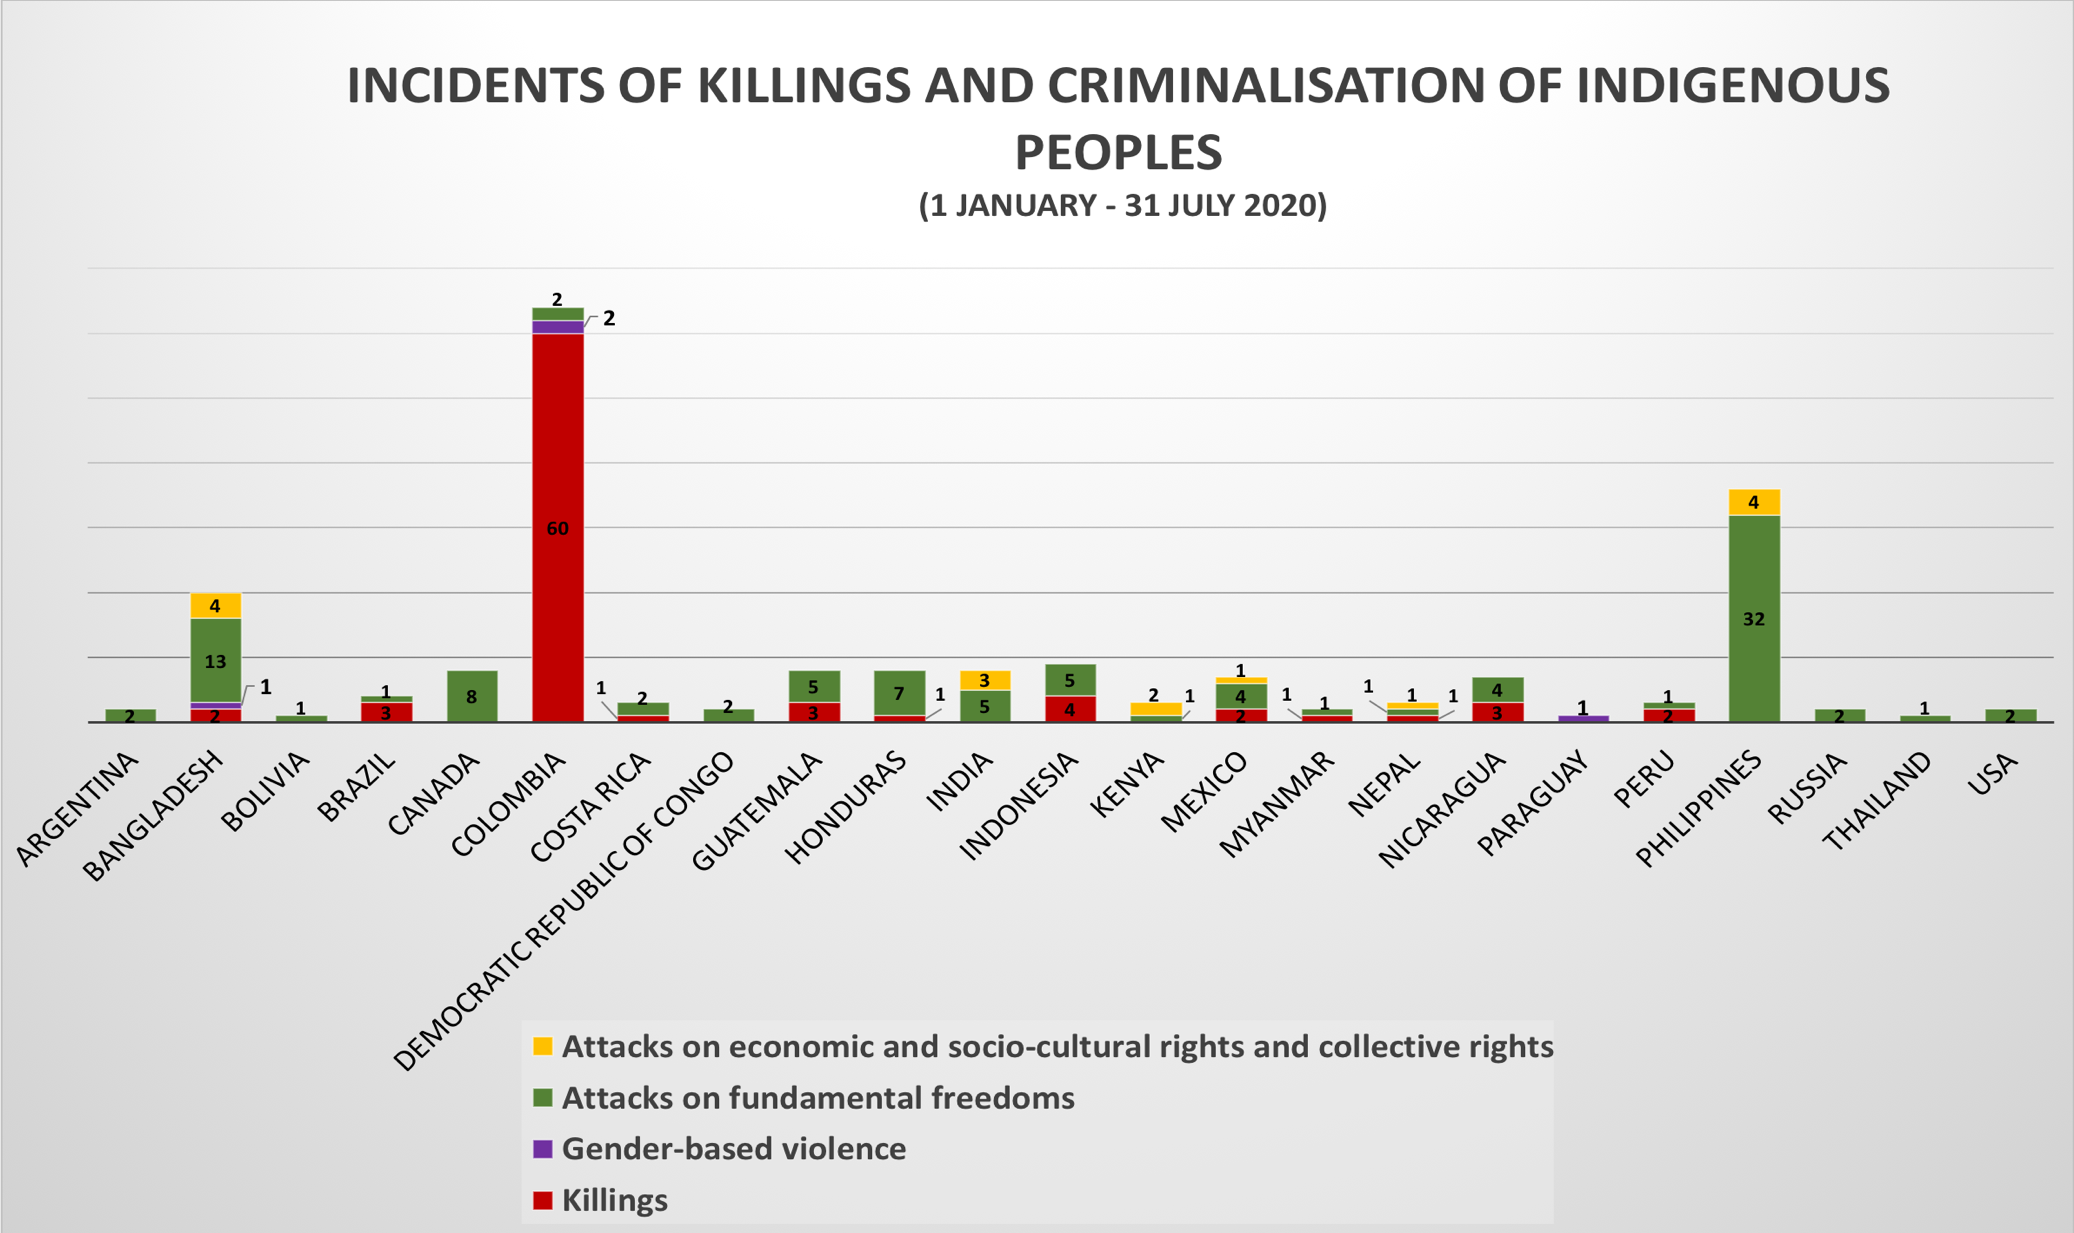 INCIDENTS OF KILLINGS AND CRIMINALISATION OF INDIGENOUS
PEOPLES
(1 JANUARY - 31 JULY 2020)
2
2
60
4
13
1
2
2
1
1
3
8
1
2
2
5
3
7
1
3
5
5
4
2
1
1
4
2
1
1
1
1
1
4
3
1
1
2
4
32
2
1
2
ARGENTINA
BANGLADESH
BOLIVIA
BRAZIL
CANADA
COLOMBIA
COSTA RICA
DEMOCRATIC REPUBLIC OF CONGO
GUATEMALA
HONDURAS
INDIA
INDONESIA
KENYA
MEXICO
MYANMAR
NEPAL
NICARAGUA
PARAGUAY
PERU
PHILIPPINES
RUSSIA
THAILAND
USA
Attacks on economic and socio-cultural rights and collective rights
Attacks on fundamental freedoms
Gender-based violence
Killings